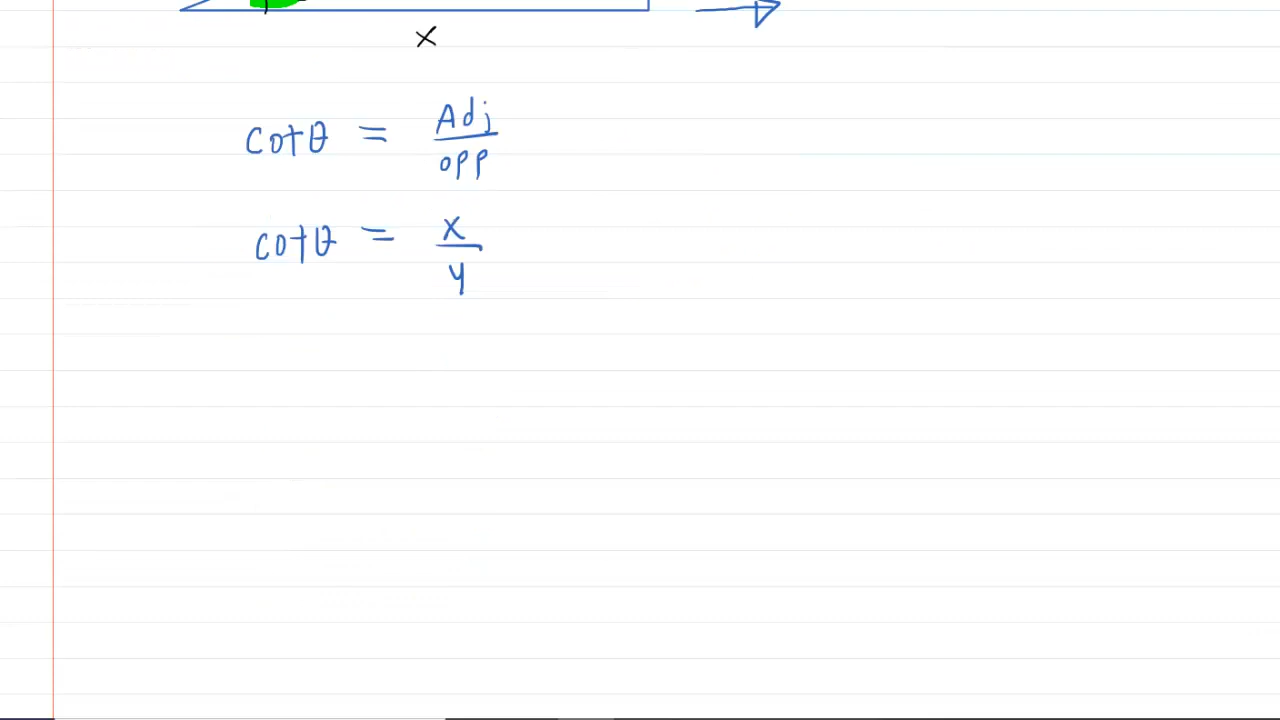 x
cotθ = Adj/opp
cotθ = x/y